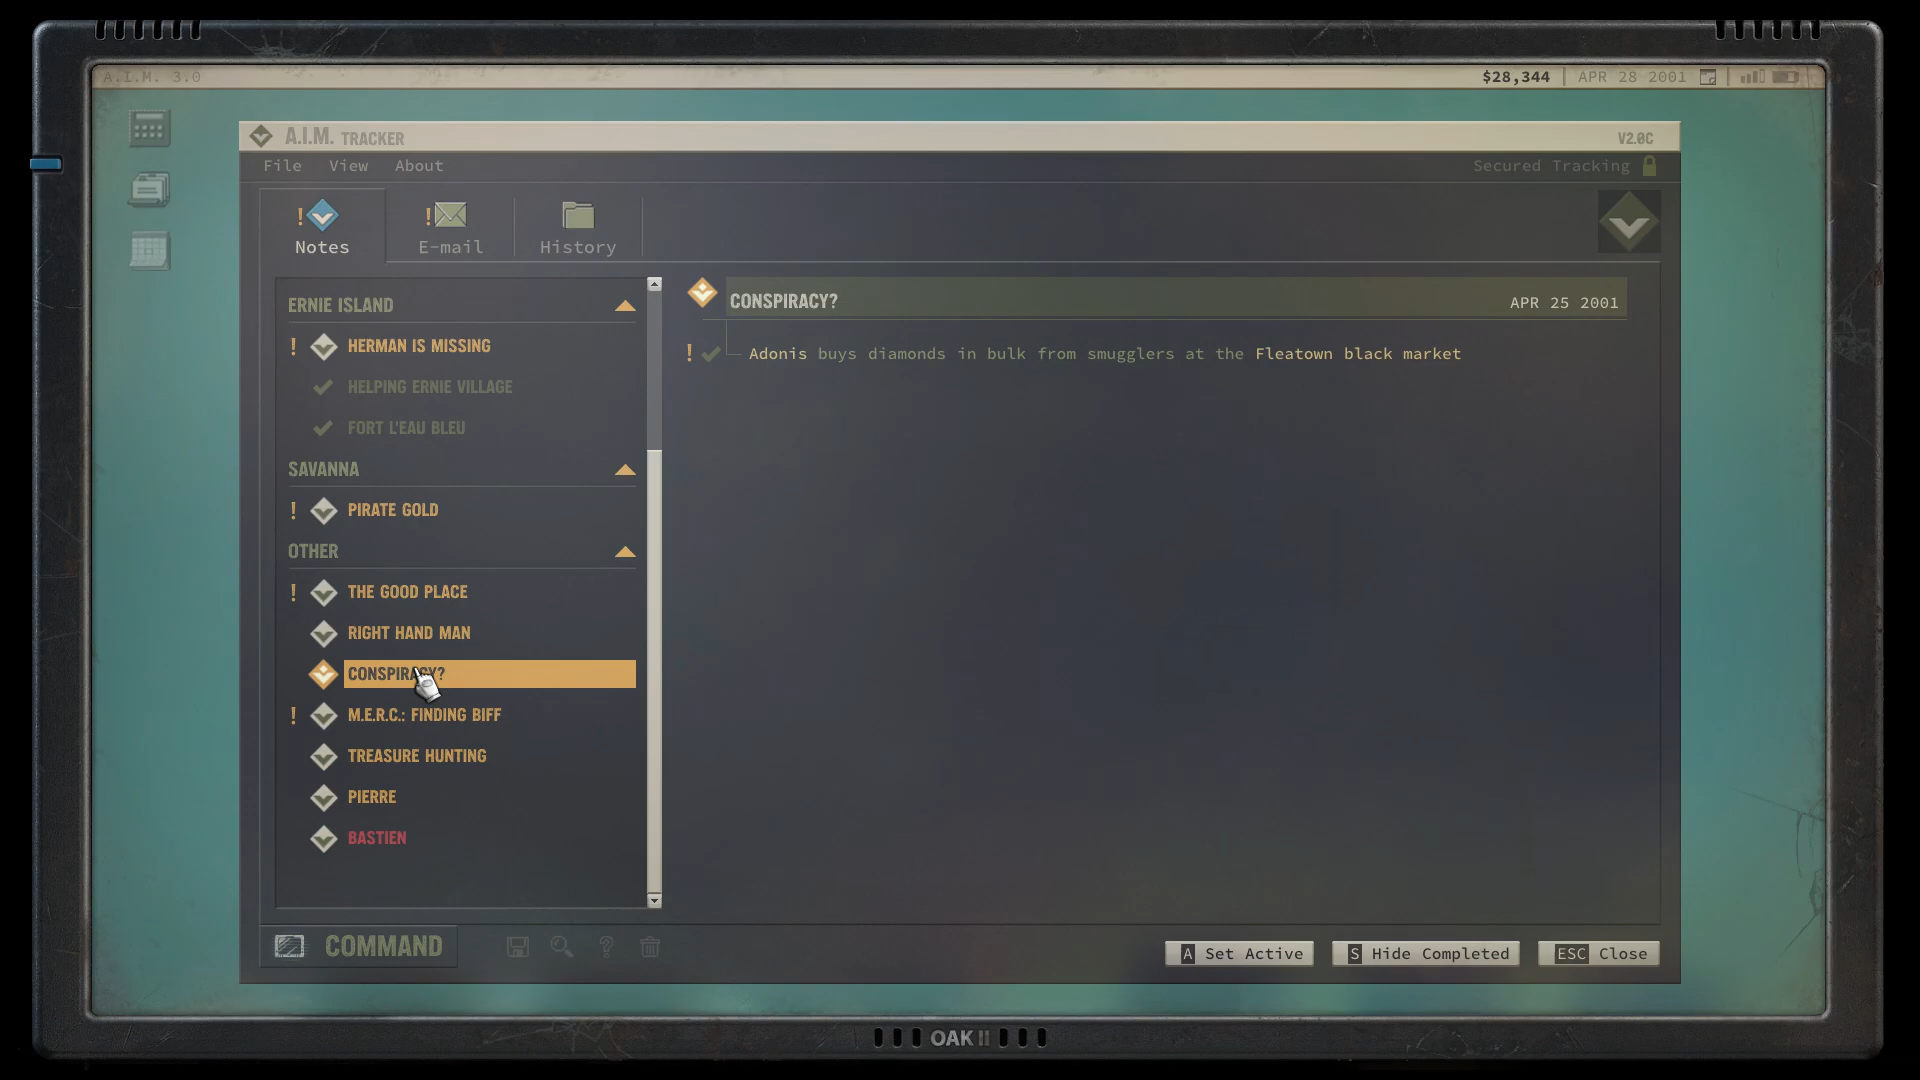 A.I.M. 3.0
$28,344 APR 28 2001
A.I.M. TRACKER V2.0C
File View About Secured Tracking
! Notes ! E-mail History
ERNIE ISLAND
! HERMAN IS MISSING
HELPING ERNIE VILLAGE
FORT L'EAU BLEU
SAVANNA
! PIRATE GOLD
OTHER
! THE GOOD PLACE
RIGHT HAND MAN
CONSPIRACY?
! M.E.R.C.: FINDING BIFF
TREASURE HUNTING
PIERRE
BASTIEN
CONSPIRACY? APR 25 2001
! Adonis buys diamonds in bulk from smugglers at the Fleatown black market
COMMAND ?
A Set Active S Hide Completed ESC Close
OAK II